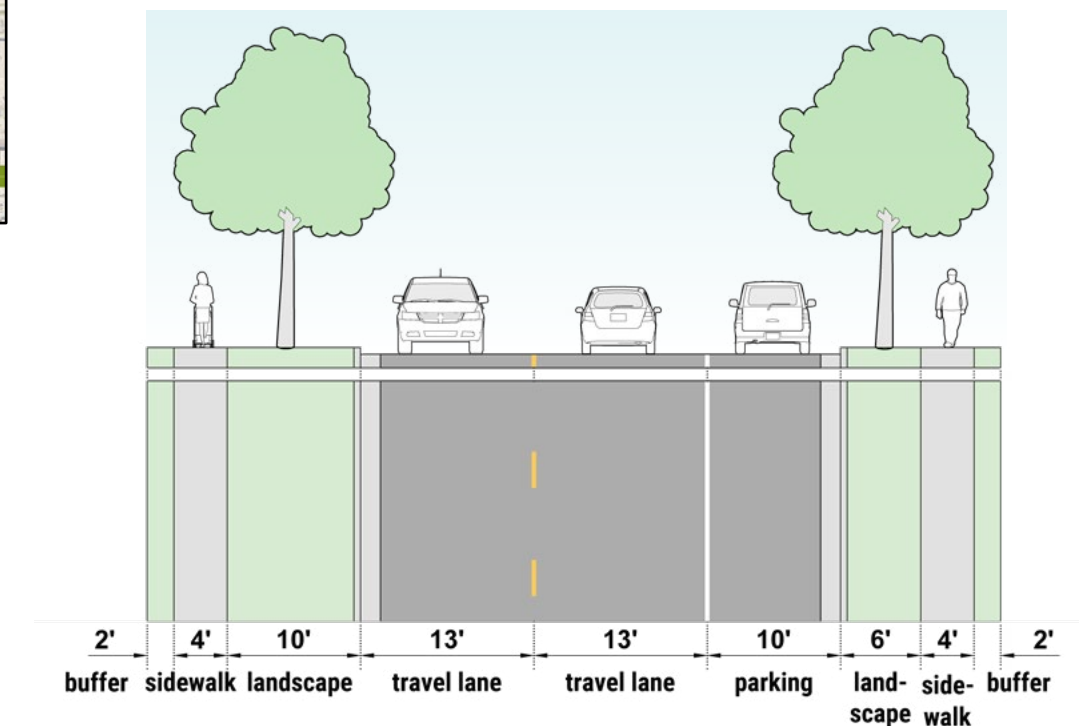 2' 4' 10' 13' 13' 10' 6' 4' 2'
buffer sidewalk landscape travel lane travel lane parking land- side- buffer
scape walk